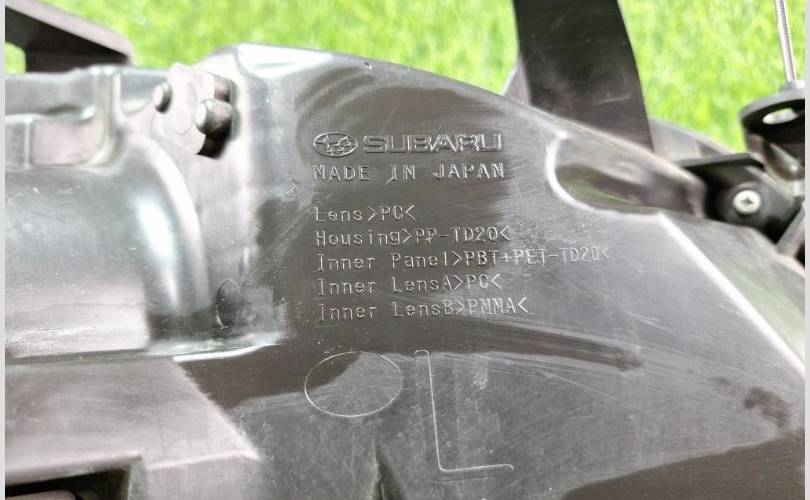 SUBARU
MADE IN JAPAN
Lens>PC<
Housing>PP-TD20<
Inner Panel>PBT+PET-TD20<
Inner LensA>PC<
Inner LensB>PMMA<
L